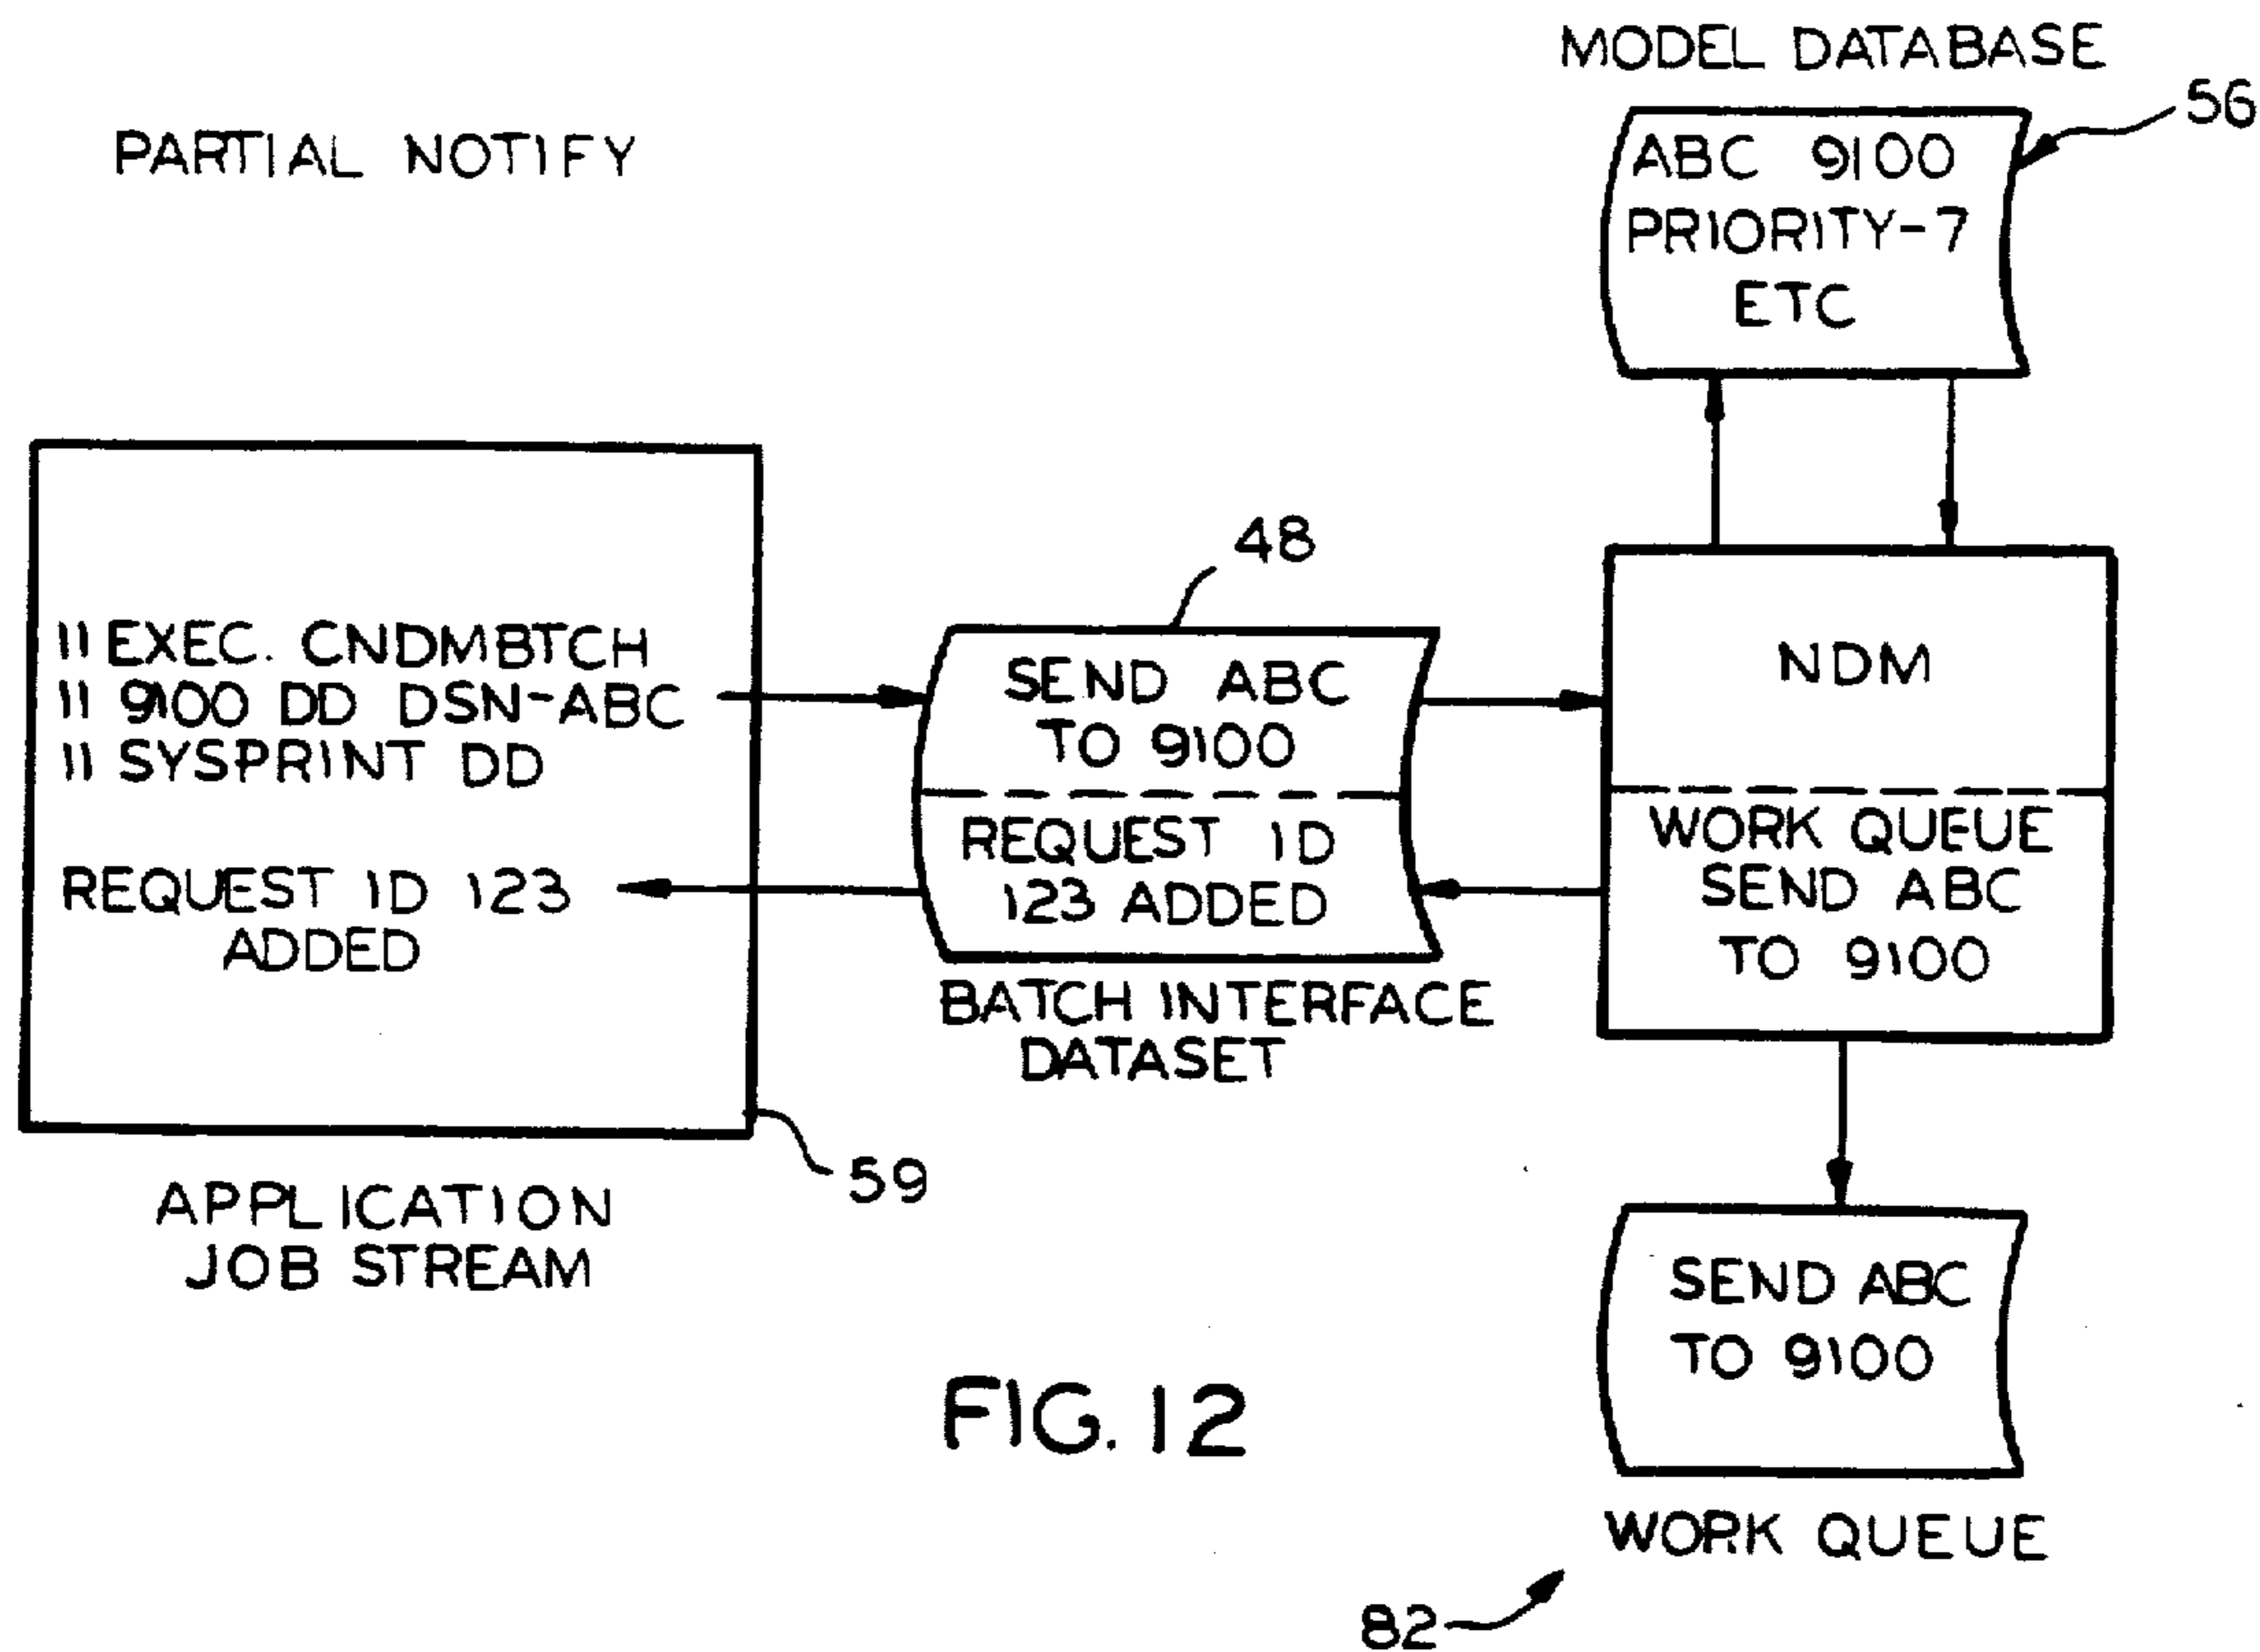 PARTIAL NOTIFY
MODEL DATABASE
56
ABC 9100
PRIORITY-7
ETC
48
\\ EXEC. CNDMBTCH
\\ 9100 DD DSN-ABC
\\ SYSPRINT DD
REQUEST ID 123
ADDED
59
APPLICATION
JOB STREAM
SEND ABC
TO 9100
REQUEST ID
123 ADDED
BATCH INTERFACE
DATASET
NDM
WORK QUEUE
SEND ABC
TO 9100
SEND ABC
TO 9100
WORK QUEUE
82
FIG. 12